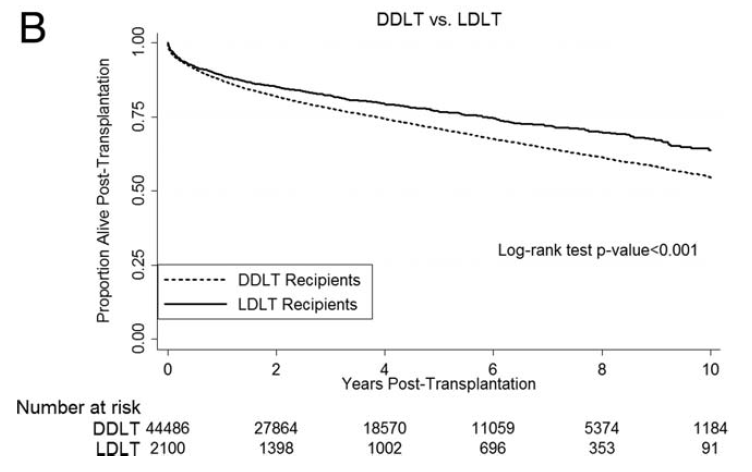 B
DDLT vs. LDLT
Proportion Alive Post-Transplantation
1.00
0.75
0.50
0.25
0.00
Log-rank test p-value<0.001
DDLT Recipients
LDLT Recipients
0 2 4 6 8 10
Years Post-Transplantation
Number at risk
DDLT 44486 27864 18570 11059 5374 1184
LDLT 2100 1398 1002 696 353 91